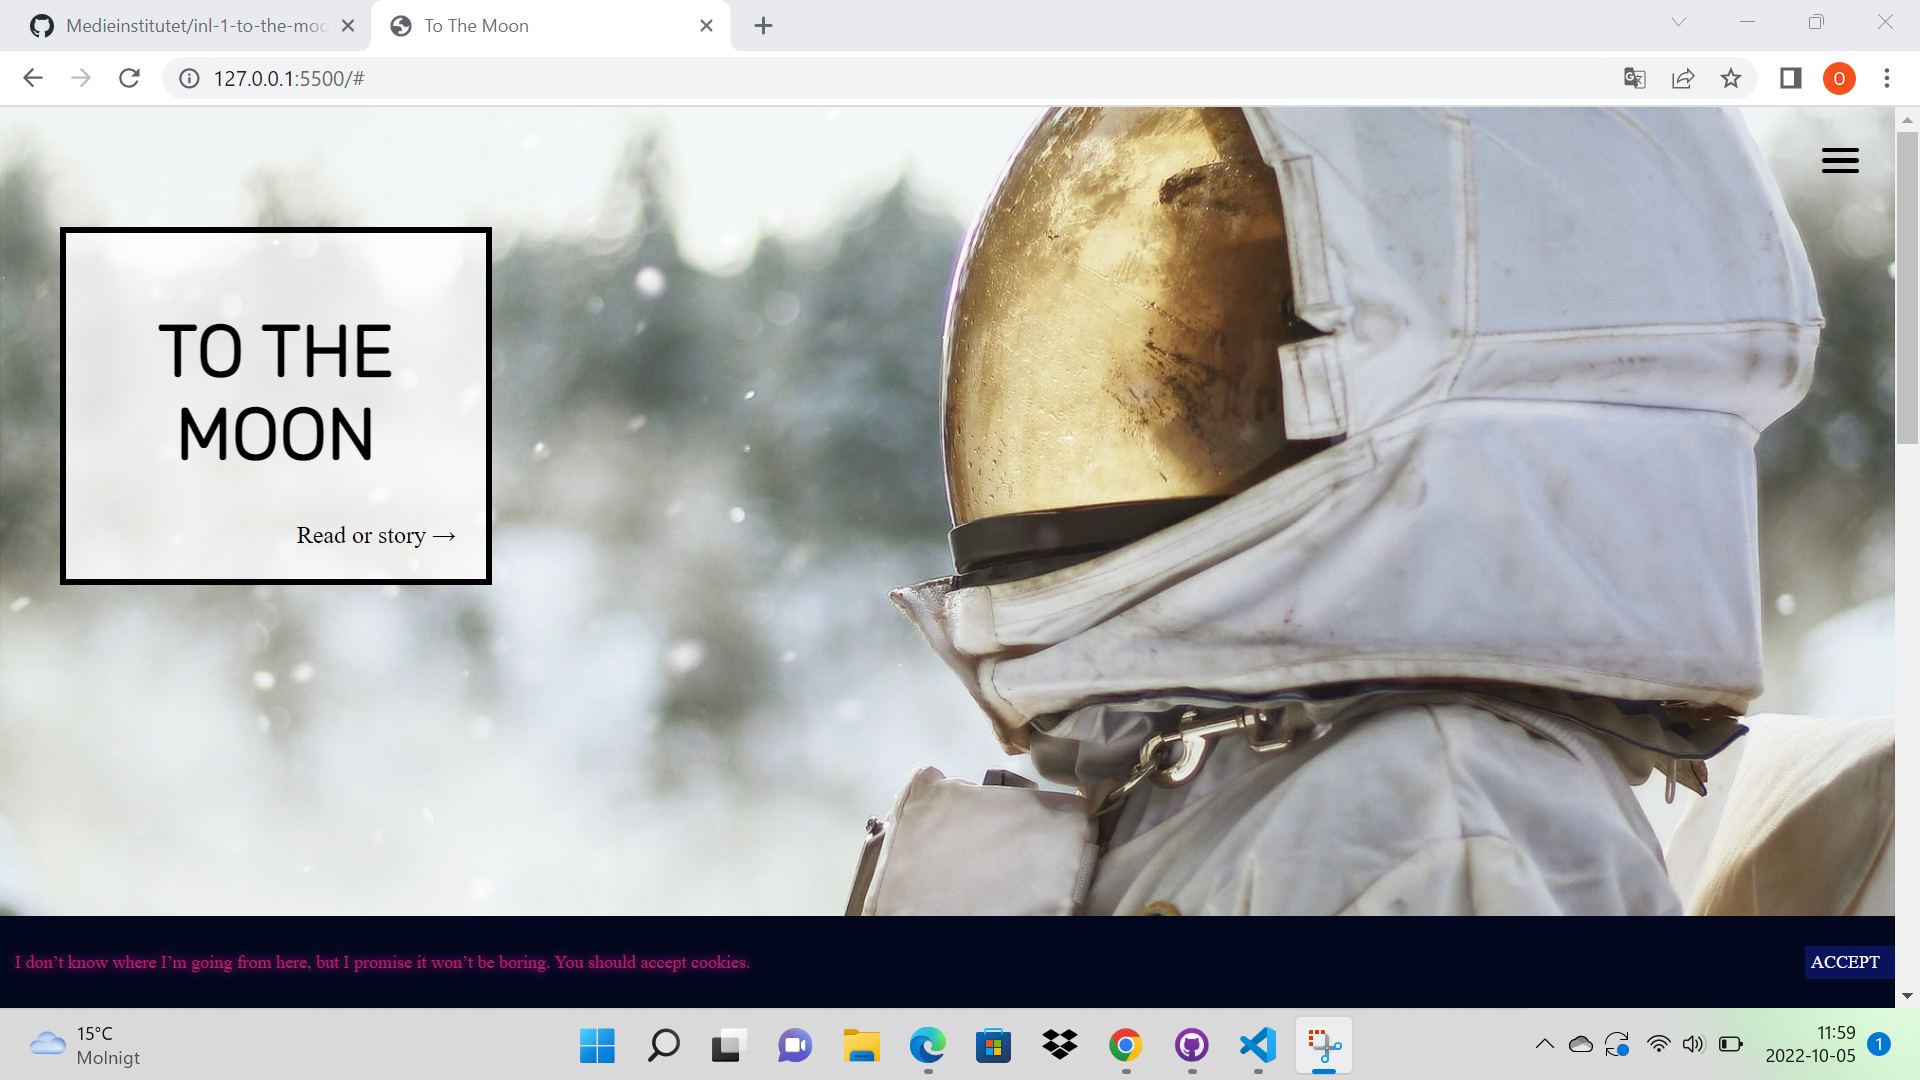 Medieinstitutet/inl-1-to-the-moo
To The Moon
127.0.0.1:5500/#
O
TO THE
MOON
Read or story →
I don’t know where I’m going from here, but I promise it won’t be boring. You should accept cookies.
ACCEPT
15°C
Molnigt
11:59
2022-10-05
1